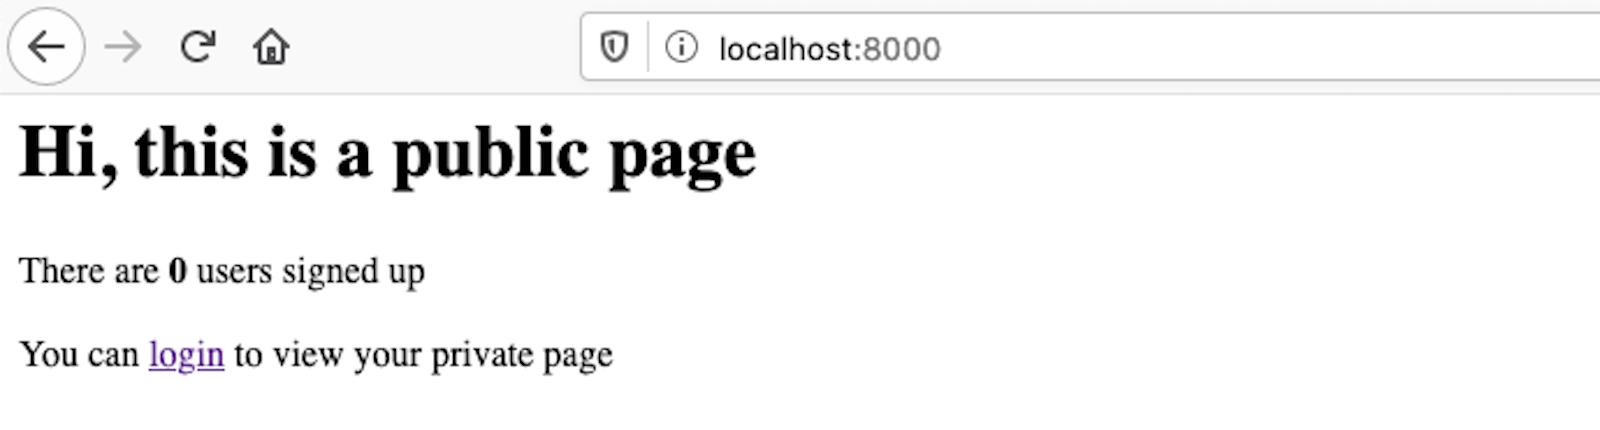 localhost:8000
Hi, this is a public page
There are 0 users signed up
You can login to view your private page